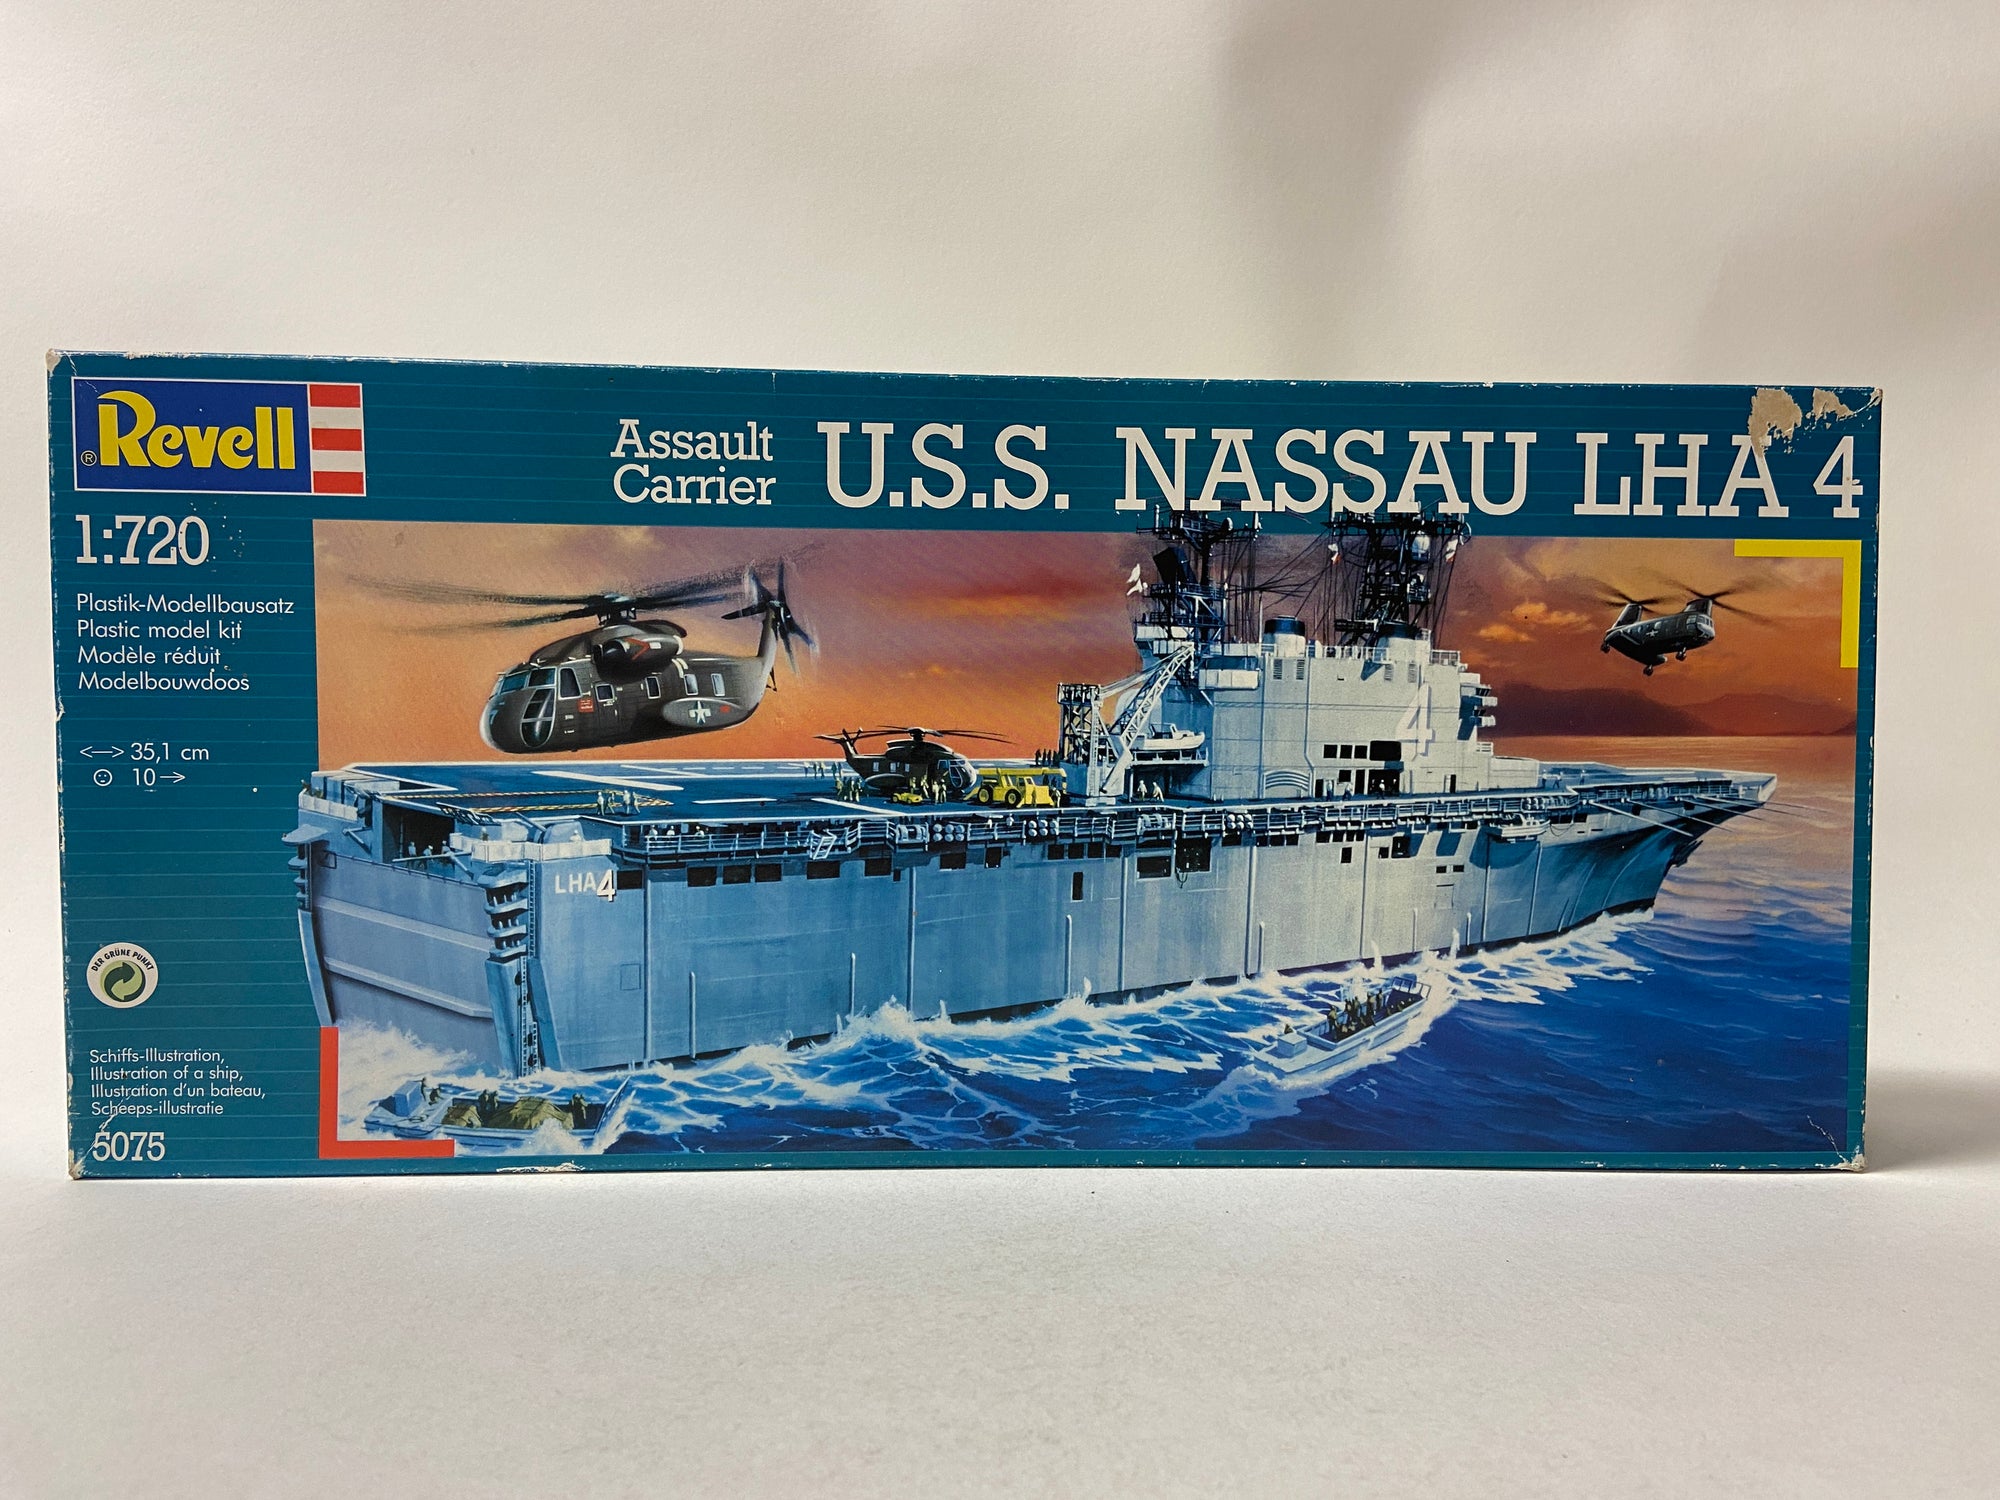 Revell
®
Assault
Carrier
U.S.S. NASSAU LHA 4
1:720
Plastik-Modellbausatz
Plastic model kit
Modèle réduit
Modelbouwdoos
<—> 35,1 cm
10 →
4
LHA4
DER GRÜNE PUNKT
Schiffs-Illustration,
Illustration of a ship,
Illustration d'un bateau,
Scheeps-illustratie
5075